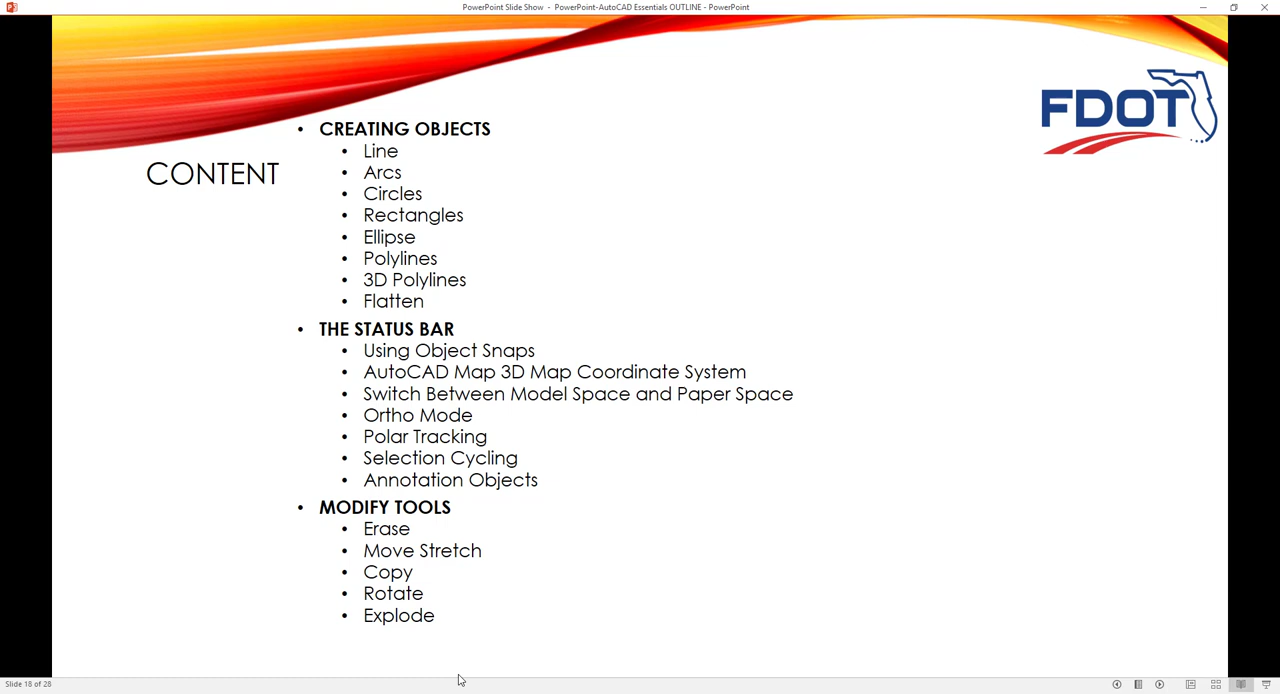 PowerPoint Slide Show - PowerPoint-AutoCAD Essentials OUTLINE - PowerPoint
FDOT
CONTENT
• CREATING OBJECTS
• Line
• Arcs
• Circles
• Rectangles
• Ellipse
• Polylines
• 3D Polylines
• Flatten
• THE STATUS BAR
• Using Object Snaps
• AutoCAD Map 3D Map Coordinate System
• Switch Between Model Space and Paper Space
• Ortho Mode
• Polar Tracking
• Selection Cycling
• Annotation Objects
• MODIFY TOOLS
• Erase
• Move Stretch
• Copy
• Rotate
• Explode
Slide 18 of 28